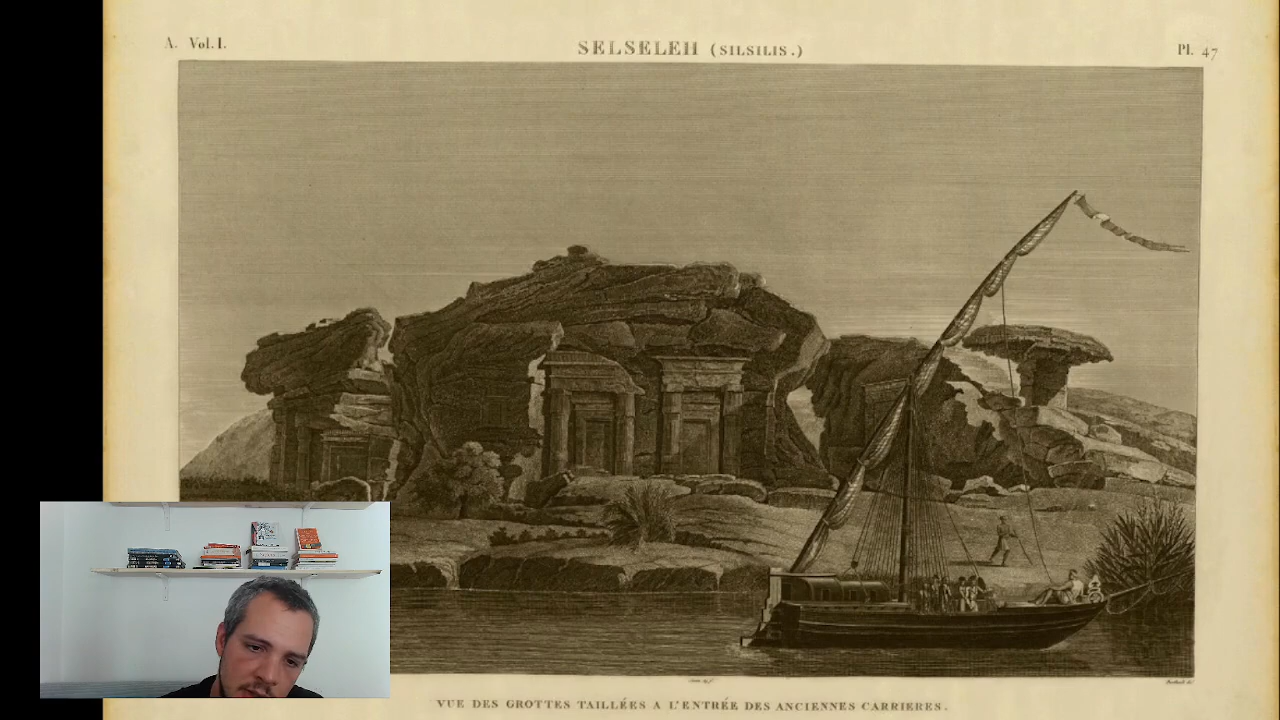 A. Vol. I.
SELSELEH (SILSILIS.)
Pl. 47
VUE DES GROTTES TAILLÉES A L'ENTRÉE DES ANCIENNES CARRIERES.